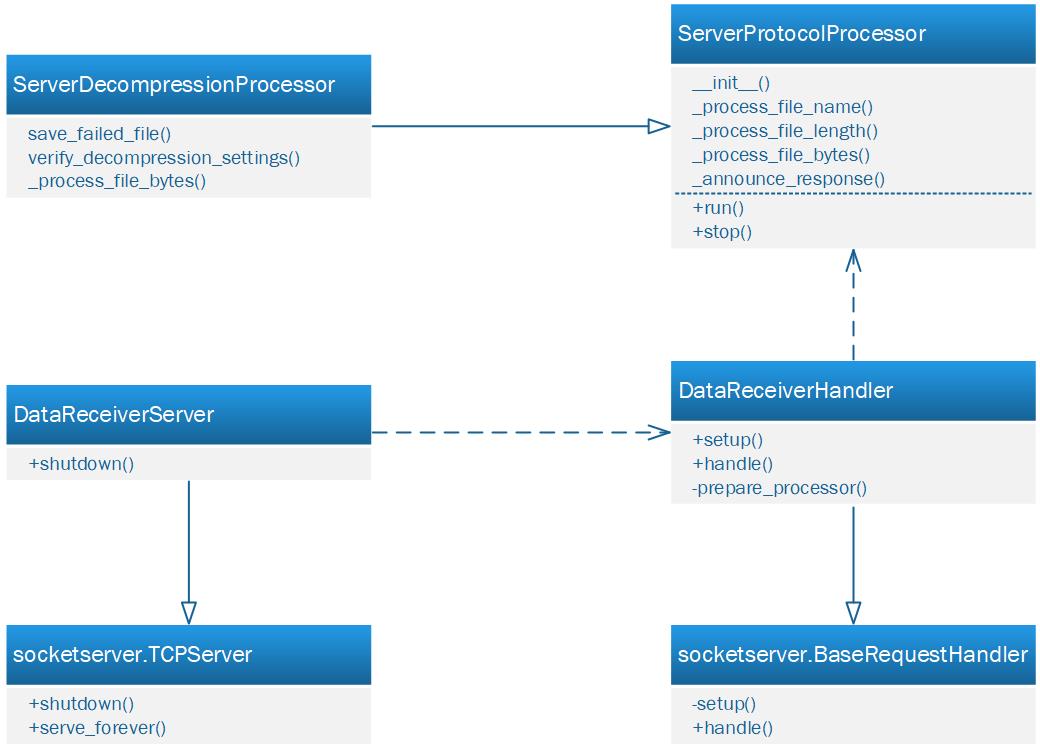 ServerProtocolProcessor
__init__()
_process_file_name()
_process_file_length()
_process_file_bytes()
_announce_response()
+run()
+stop()
ServerDecompressionProcessor
save_failed_file()
verify_decompression_settings()
_process_file_bytes()
DataReceiverServer
+shutdown()
DataReceiverHandler
+setup()
+handle()
-prepare_processor()
socketserver.TCPServer
+shutdown()
+serve_forever()
socketserver.BaseRequestHandler
-setup()
+handle()